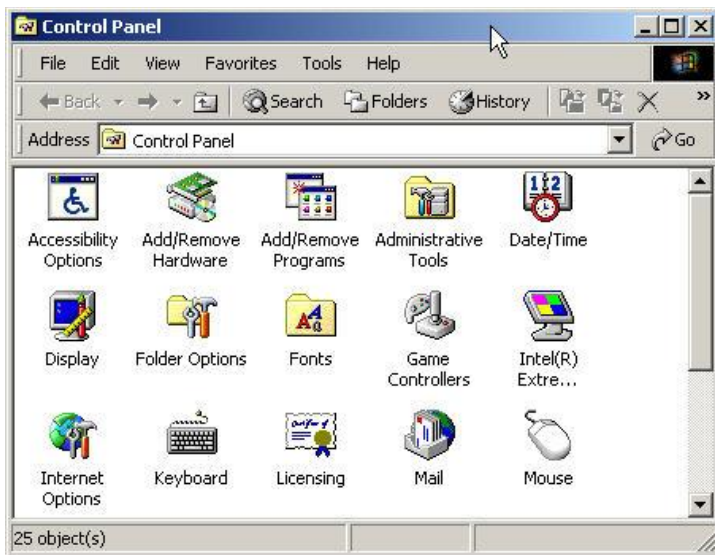 Control Panel
File Edit View Favorites Tools Help
Back Search Folders History »
Address Control Panel Go
Accessibility Options
Add/Remove Hardware
Add/Remove Programs
Administrative Tools
Date/Time
Display
Folder Options
Fonts
Game Controllers
Intel(R) Extre...
Internet Options
Keyboard
Licensing
Mail
Mouse
25 object(s)